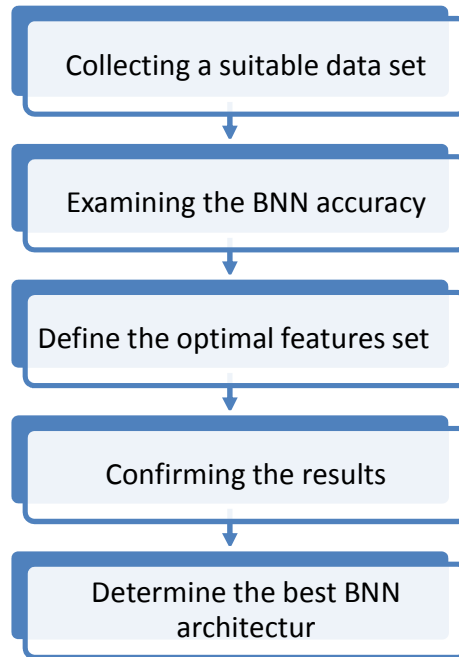 Collecting a suitable data set
Examining the BNN accuracy
Define the optimal features set
Confirming the results
Determine the best BNN
architectur